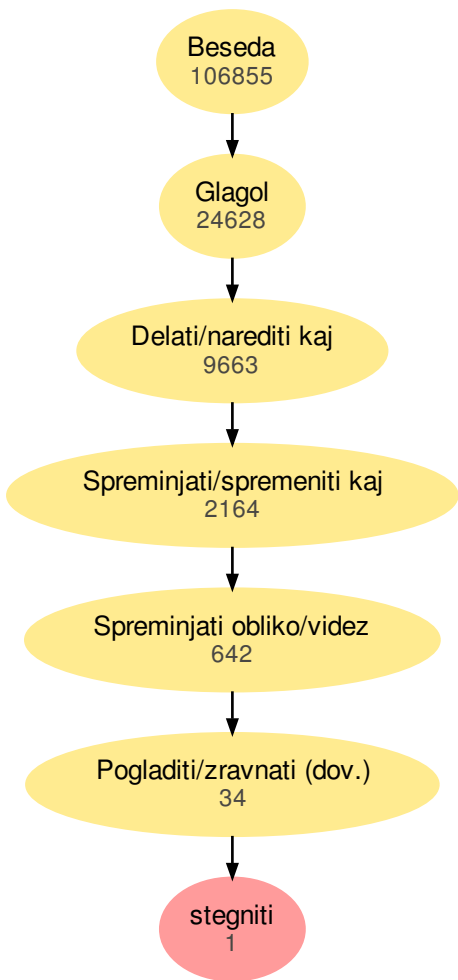 Beseda
106855
Glagol
24628
Delati/narediti kaj
9663
Spreminjati/spremeniti kaj
2164
Spreminjati obliko/videz
642
Pogladiti/zravnati (dov.)
34
stegniti
1